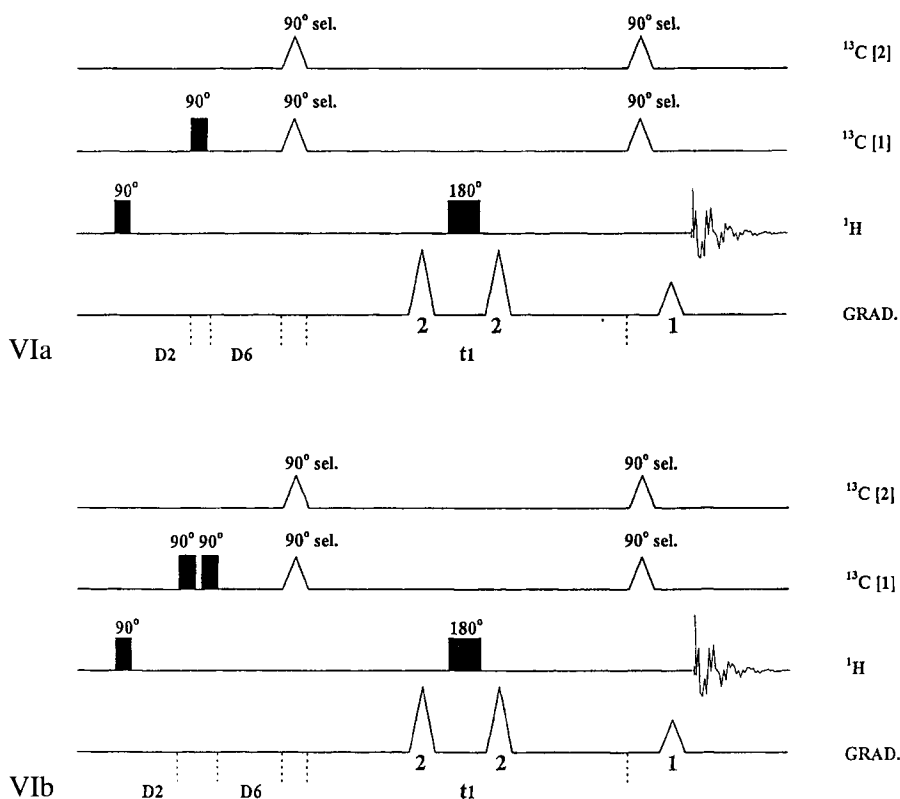 90° sel. 90° sel.
¹³C [2]
90° 90° sel. 90° sel.
¹³C [1]
90° 180°
¹H
GRAD.
2 2 1
VIa D2 D6 t1
90° sel. 90° sel.
¹³C [2]
90° 90° 90° sel. 90° sel.
¹³C [1]
90° 180°
¹H
GRAD.
2 2 1
VIb D2 D6 t1